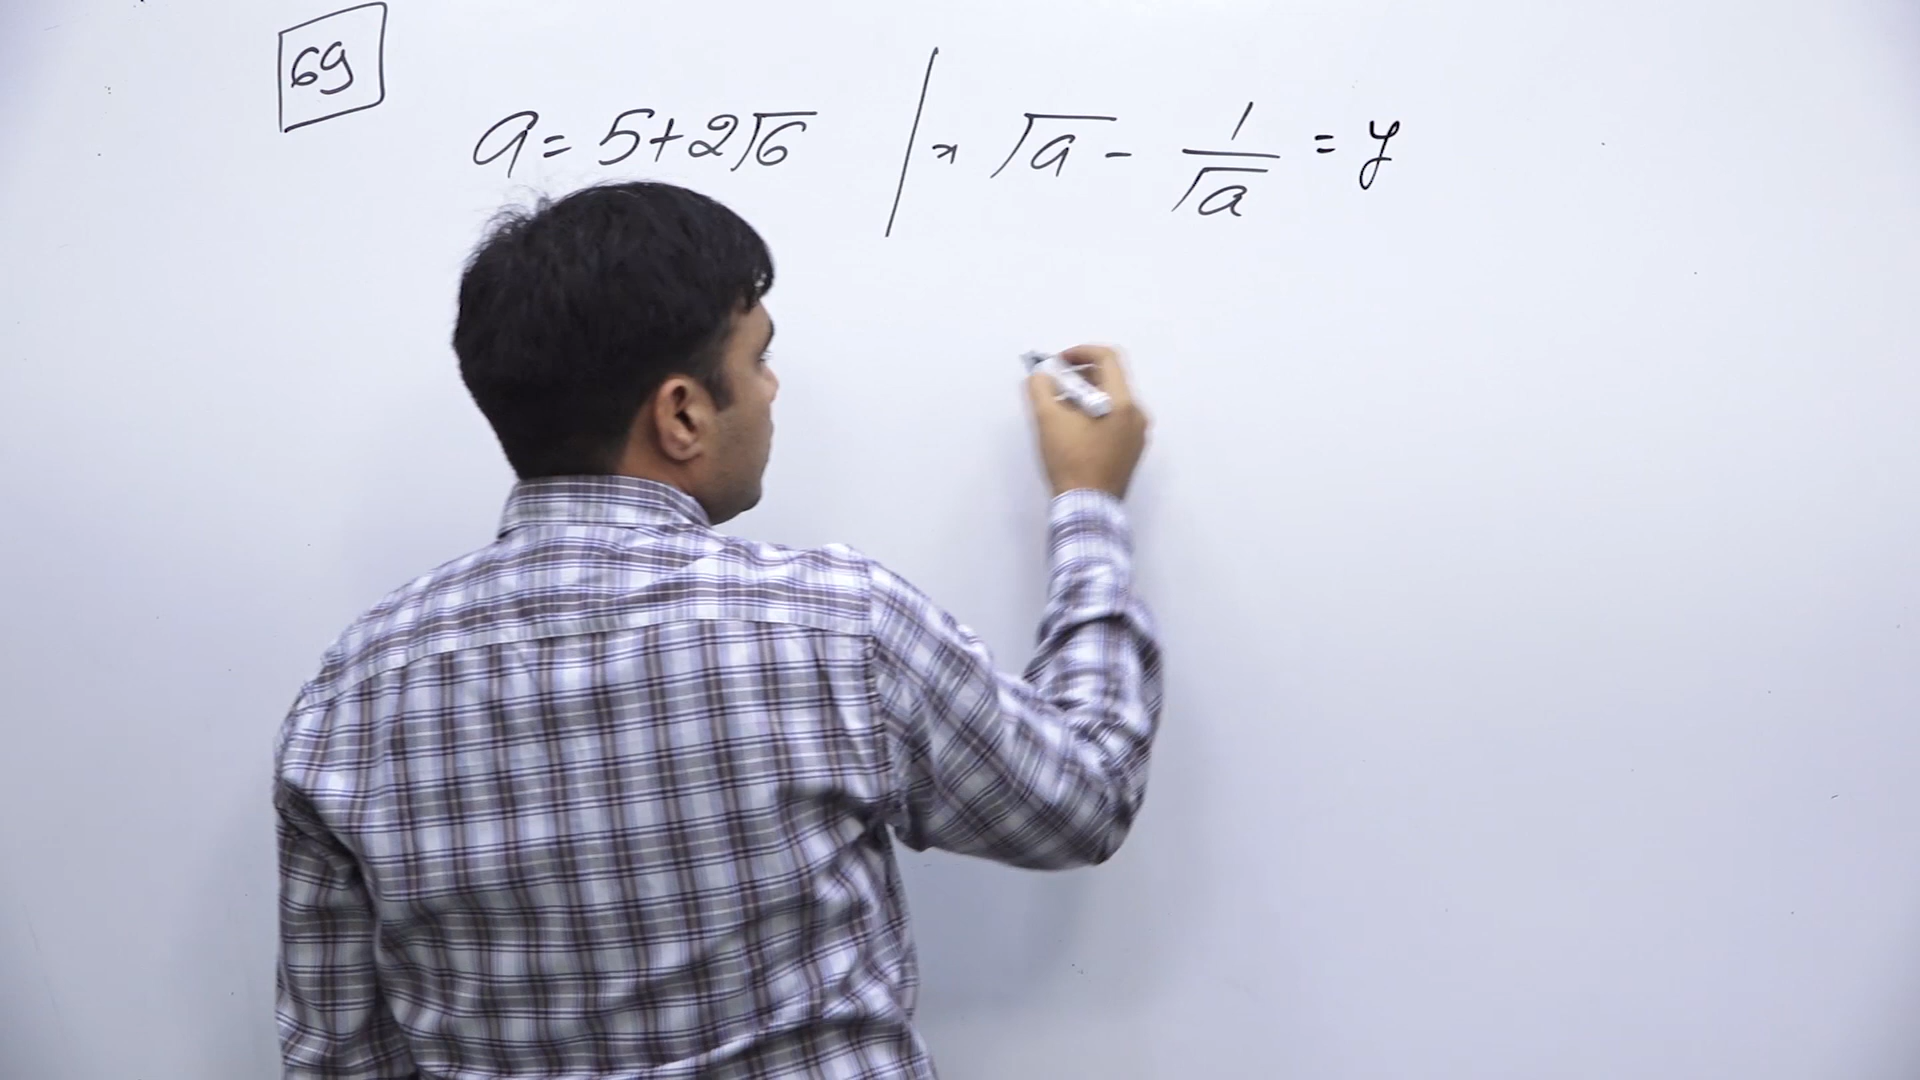 69
a = 5+2√6 | x √a - 1/√a = y